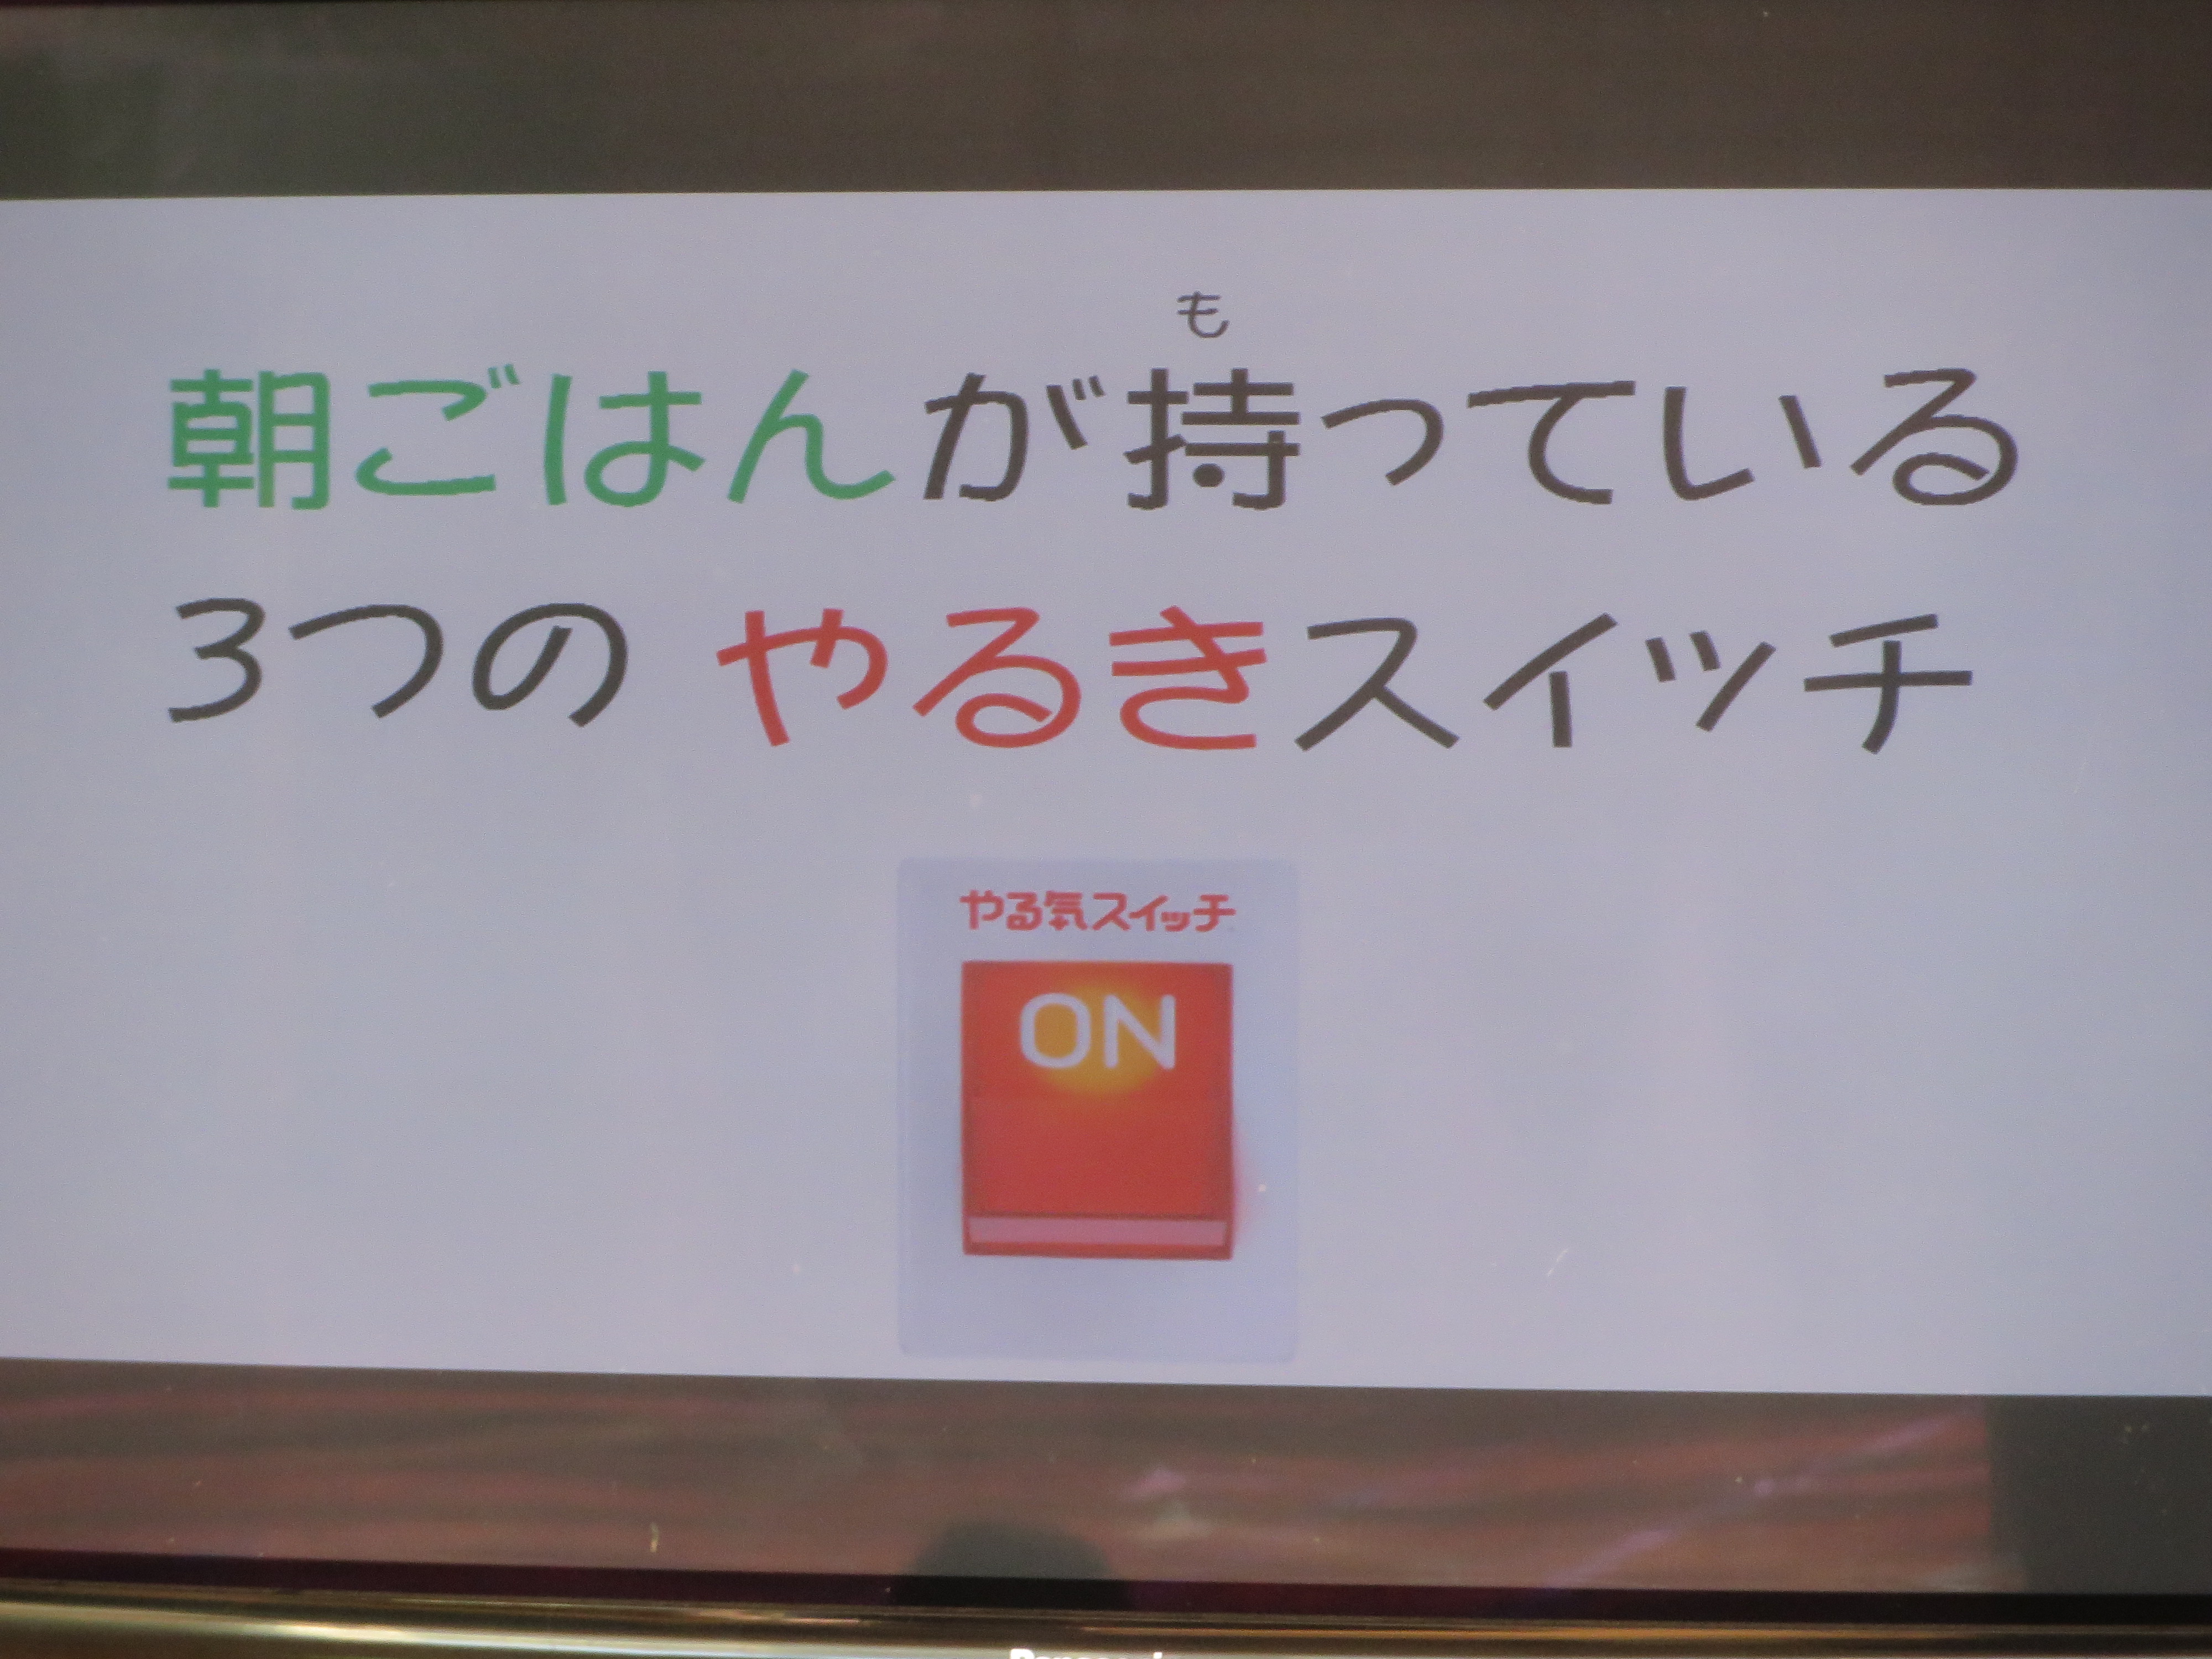 も
朝ごはんが持っている
3つの やるきスイッチ
やる気スイッチ
ON